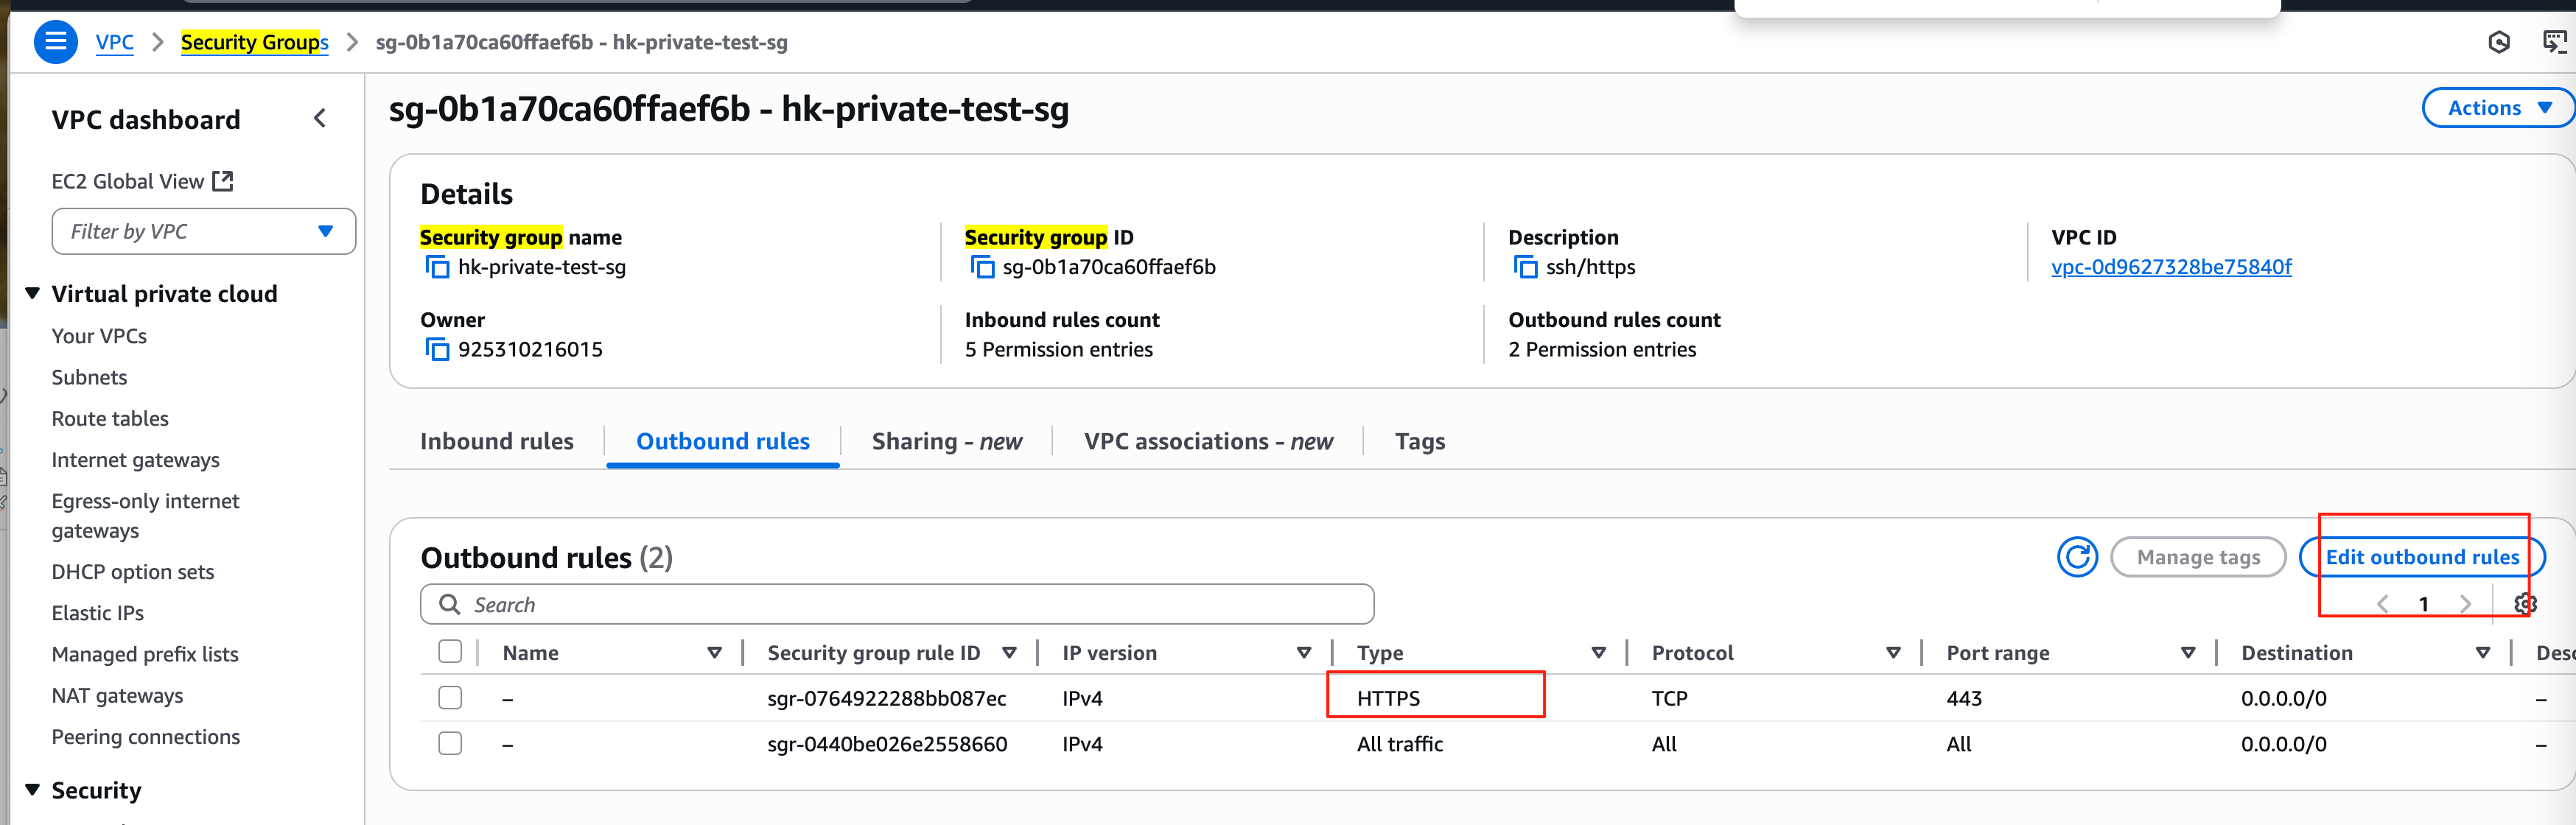 VPC > Security Groups > sg-0b1a70ca60ffaef6b - hk-private-test-sg
VPC dashboard
EC2 Global View
Filter by VPC
Virtual private cloud
Your VPCs
Subnets
Route tables
Internet gateways
Egress-only internet
gateways
DHCP option sets
Elastic IPs
Managed prefix lists
NAT gateways
Peering connections
Security
sg-0b1a70ca60ffaef6b - hk-private-test-sg
Actions
Details
Security group name
hk-private-test-sg
Security group ID
sg-0b1a70ca60ffaef6b
Description
ssh/https
VPC ID
vpc-0d9627328be75840f
Owner
925310216015
Inbound rules count
5 Permission entries
Outbound rules count
2 Permission entries
Inbound rules Outbound rules Sharing - new VPC associations - new Tags
Outbound rules (2)
Manage tags Edit outbound rules
Search
1
Name Security group rule ID IP version Type Protocol Port range Destination
– sgr-0764922288bb087ec IPv4 HTTPS TCP 443 0.0.0.0/0 –
– sgr-0440be026e2558660 IPv4 All traffic All All 0.0.0.0/0 –